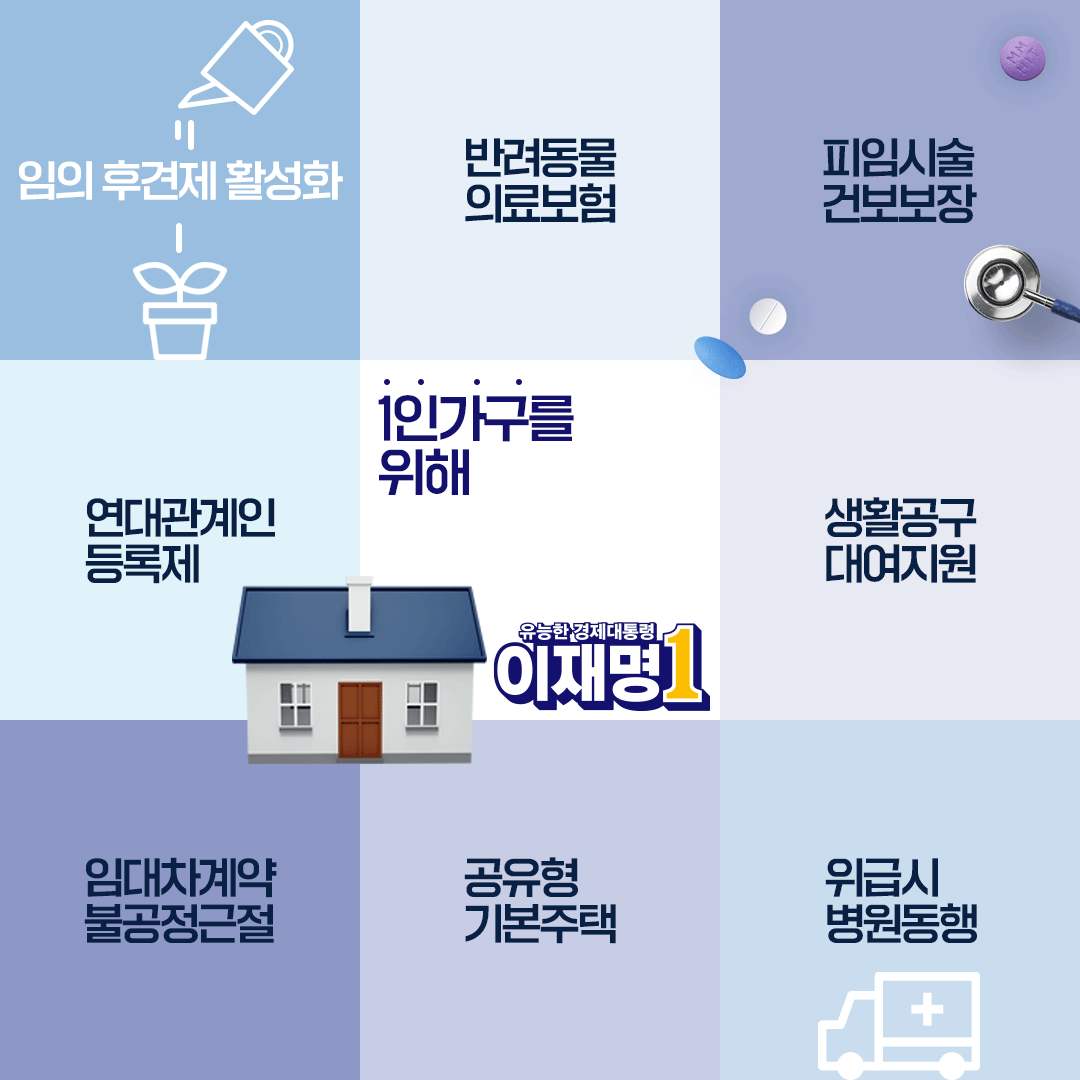 임의 후견제 활성화
반려동물
의료보험
피임시술
건보보장
MM
HLT
연대관계인
등록제
1인가구를
위해
유능한 경제대통령
이재명1
생활공구
대여지원
임대차계약
불공정근절
공유형
기본주택
위급시
병원동행